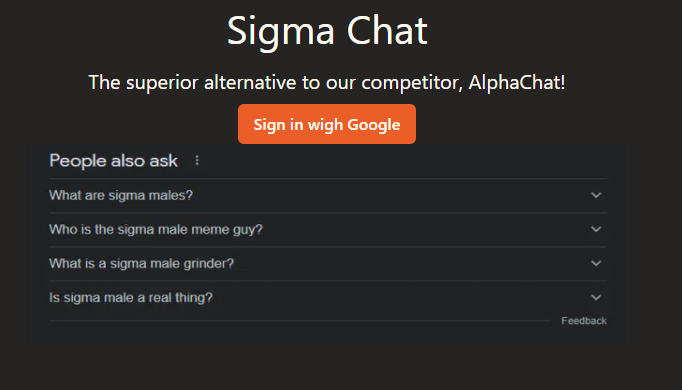 Sigma Chat
The superior alternative to our competitor, AlphaChat!
Sign in wigh Google
People also ask
What are sigma males?
Who is the sigma male meme guy?
What is a sigma male grinder?
Is sigma male a real thing?
Feedback